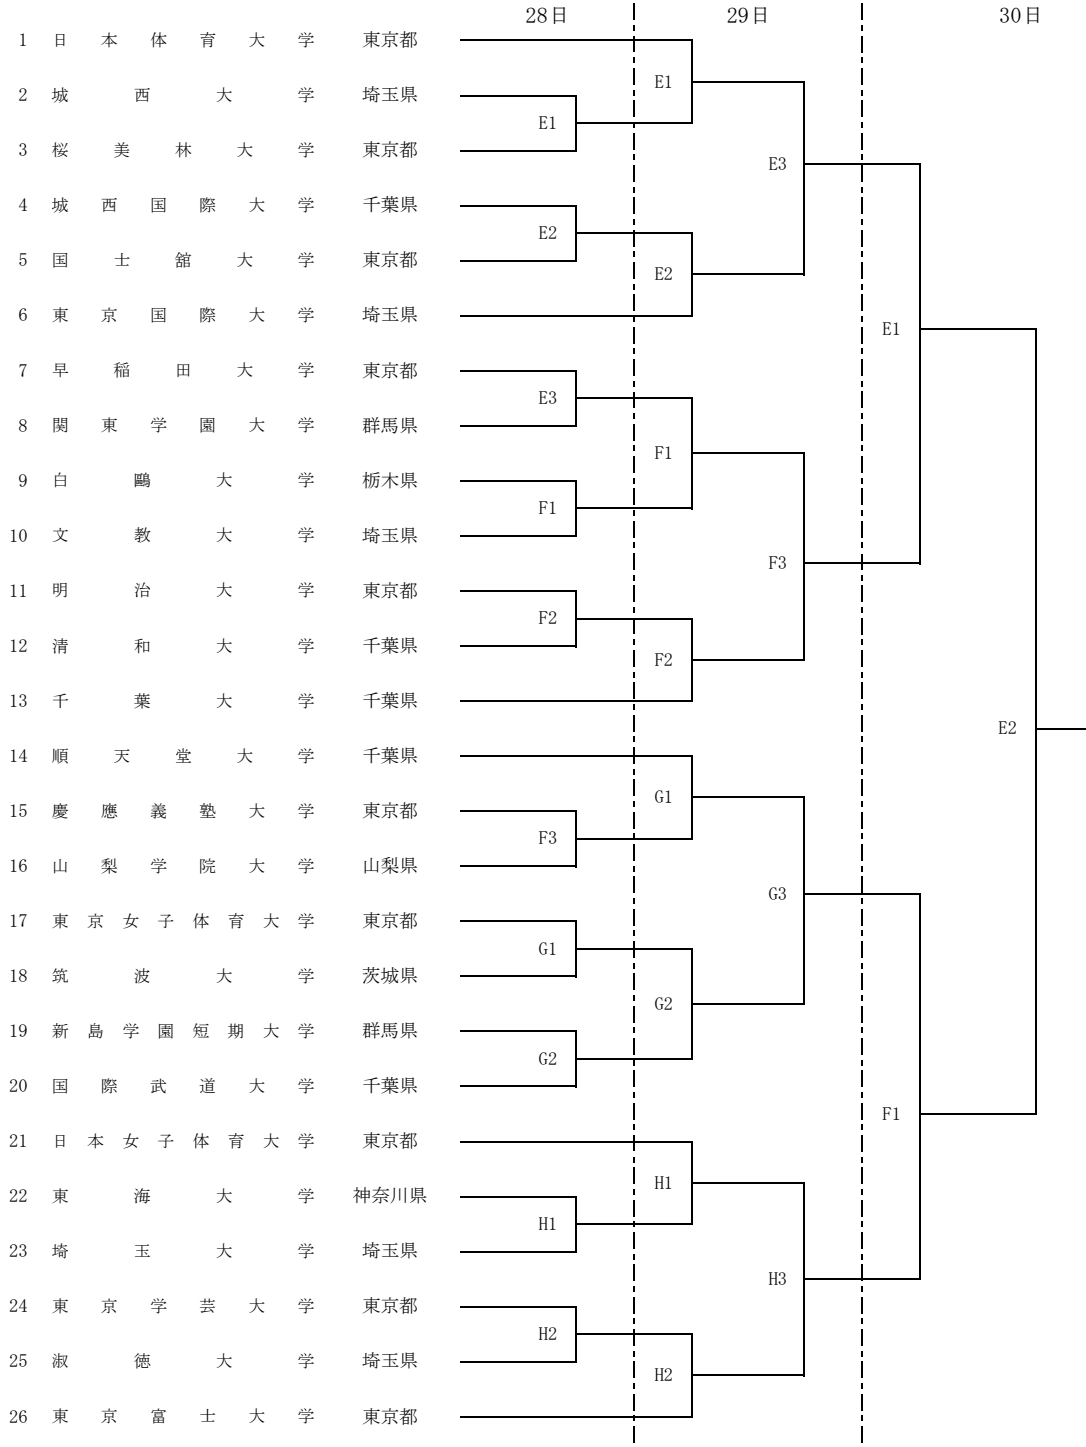 28日 29日 30日
1 日本体育大学 東京都
E1
2 城西大学 埼玉県
E1
3 桜美林大学 東京都
E3
4 城西国際大学 千葉県
E2
5 国士舘大学 東京都
E2
6 東京国際大学 埼玉県
E1
7 早稲田大学 東京都
E3
8 関東学園大学 群馬県
F1
9 白鷗大学 栃木県
F1
10 文教大学 埼玉県
F3
11 明治大学 東京都
F2
12 清和大学 千葉県
F2
13 千葉大学 千葉県
E2
14 順天堂大学 千葉県
G1
15 慶應義塾大学 東京都
F3
16 山梨学院大学 山梨県
G3
17 東京女子体育大学 東京都
G1
18 筑波大学 茨城県
G2
19 新島学園短期大学 群馬県
G2
20 国際武道大学 千葉県
F1
21 日本女子体育大学 東京都
H1
22 東海大学 神奈川県
H1
23 埼玉大学 埼玉県
H3
24 東京学芸大学 東京都
H2
25 淑徳大学 埼玉県
H2
26 東京富士大学 東京都